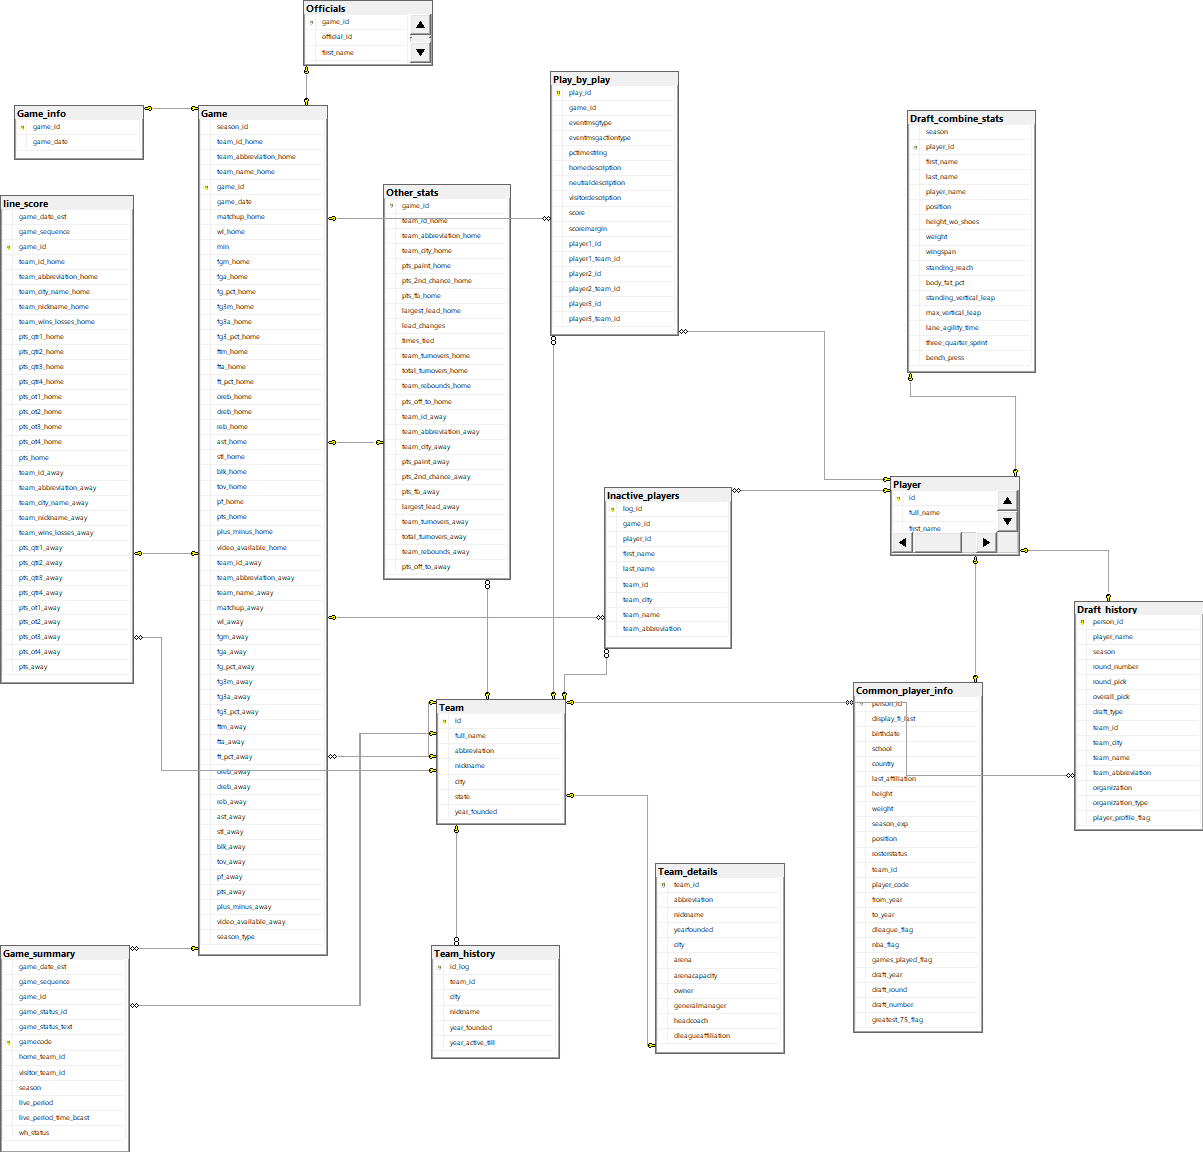 Officials
game_id
official_id
first_name
Game_info
game_id
game_date
Game
season_id
team_id_home
team_abbreviation_home
team_name_home
game_id
game_date
matchup_home
wl_home
min
fgm_home
fga_home
fg_pct_home
fg3m_home
fg3a_home
fg3_pct_home
ftm_home
fta_home
ft_pct_home
oreb_home
dreb_home
reb_home
ast_home
stl_home
blk_home
tov_home
pf_home
pts_home
plus_minus_home
video_available_home
team_id_away
team_abbreviation_away
team_name_away
matchup_away
wl_away
fgm_away
fga_away
fg_pct_away
fg3m_away
fg3a_away
fg3_pct_away
ftm_away
fta_away
ft_pct_away
oreb_away
dreb_away
reb_away
ast_away
stl_away
blk_away
tov_away
pf_away
pts_away
plus_minus_away
video_available_away
season_type
line_score
game_date_est
game_sequence
game_id
team_id_home
team_abbreviation_home
team_city_name_home
team_nickname_home
team_wins_losses_home
pts_qtr1_home
pts_qtr2_home
pts_qtr3_home
pts_qtr4_home
pts_ot1_home
pts_ot2_home
pts_ot3_home
pts_ot4_home
pts_home
team_id_away
team_abbreviation_away
team_city_name_away
team_nickname_away
team_wins_losses_away
pts_qtr1_away
pts_qtr2_away
pts_qtr3_away
pts_qtr4_away
pts_ot1_away
pts_ot2_away
pts_ot3_away
pts_ot4_away
pts_away
Game_summary
game_date_est
game_sequence
game_id
game_status_id
game_status_text
gamecode
home_team_id
visitor_team_id
season
live_period
live_period_time_bcast
wh_status
Other_stats
game_id
team_id_home
team_abbreviation_home
team_city_home
pts_paint_home
pts_2nd_chance_home
pts_fb_home
largest_lead_home
lead_changes
times_tied
team_turnovers_home
total_turnovers_home
team_rebounds_home
pts_off_to_home
team_id_away
team_abbreviation_away
team_city_away
pts_paint_away
pts_2nd_chance_away
pts_fb_away
largest_lead_away
team_turnovers_away
total_turnovers_away
team_rebounds_away
pts_off_to_away
Play_by_play
play_id
game_id
eventmsgtype
eventmsgactiontype
pctimestring
homedescription
neutraldescription
visitordescription
score
scoremargin
player1_id
player1_team_id
player2_id
player2_team_id
player3_id
player3_team_id
Inactive_players
log_id
game_id
player_id
first_name
last_name
team_id
team_city
team_name
team_abbreviation
Team
id
full_name
abbreviation
nickname
city
state
year_founded
Team_history
id_log
team_id
city
nickname
year_founded
year_active_till
Team_details
team_id
abbreviation
nickname
yearfounded
city
arena
arenacapacity
owner
generalmanager
headcoach
dleagueaffiliation
Draft_combine_stats
season
player_id
first_name
last_name
player_name
position
height_wo_shoes
weight
wingspan
standing_reach
body_fat_pct
standing_vertical_leap
max_vertical_leap
lane_agility_time
three_quarter_sprint
bench_press
Player
id
full_name
first_name
Common_player_info
person_id
display_fi_last
birthdate
school
country
last_affiliation
height
weight
season_exp
position
rosterstatus
team_id
player_code
from_year
to_year
dleague_flag
nba_flag
games_played_flag
draft_year
draft_round
draft_number
greatest_75_flag
Draft_history
person_id
player_name
season
round_number
round_pick
overall_pick
draft_type
team_id
team_city
team_name
team_abbreviation
organization
organization_type
player_profile_flag